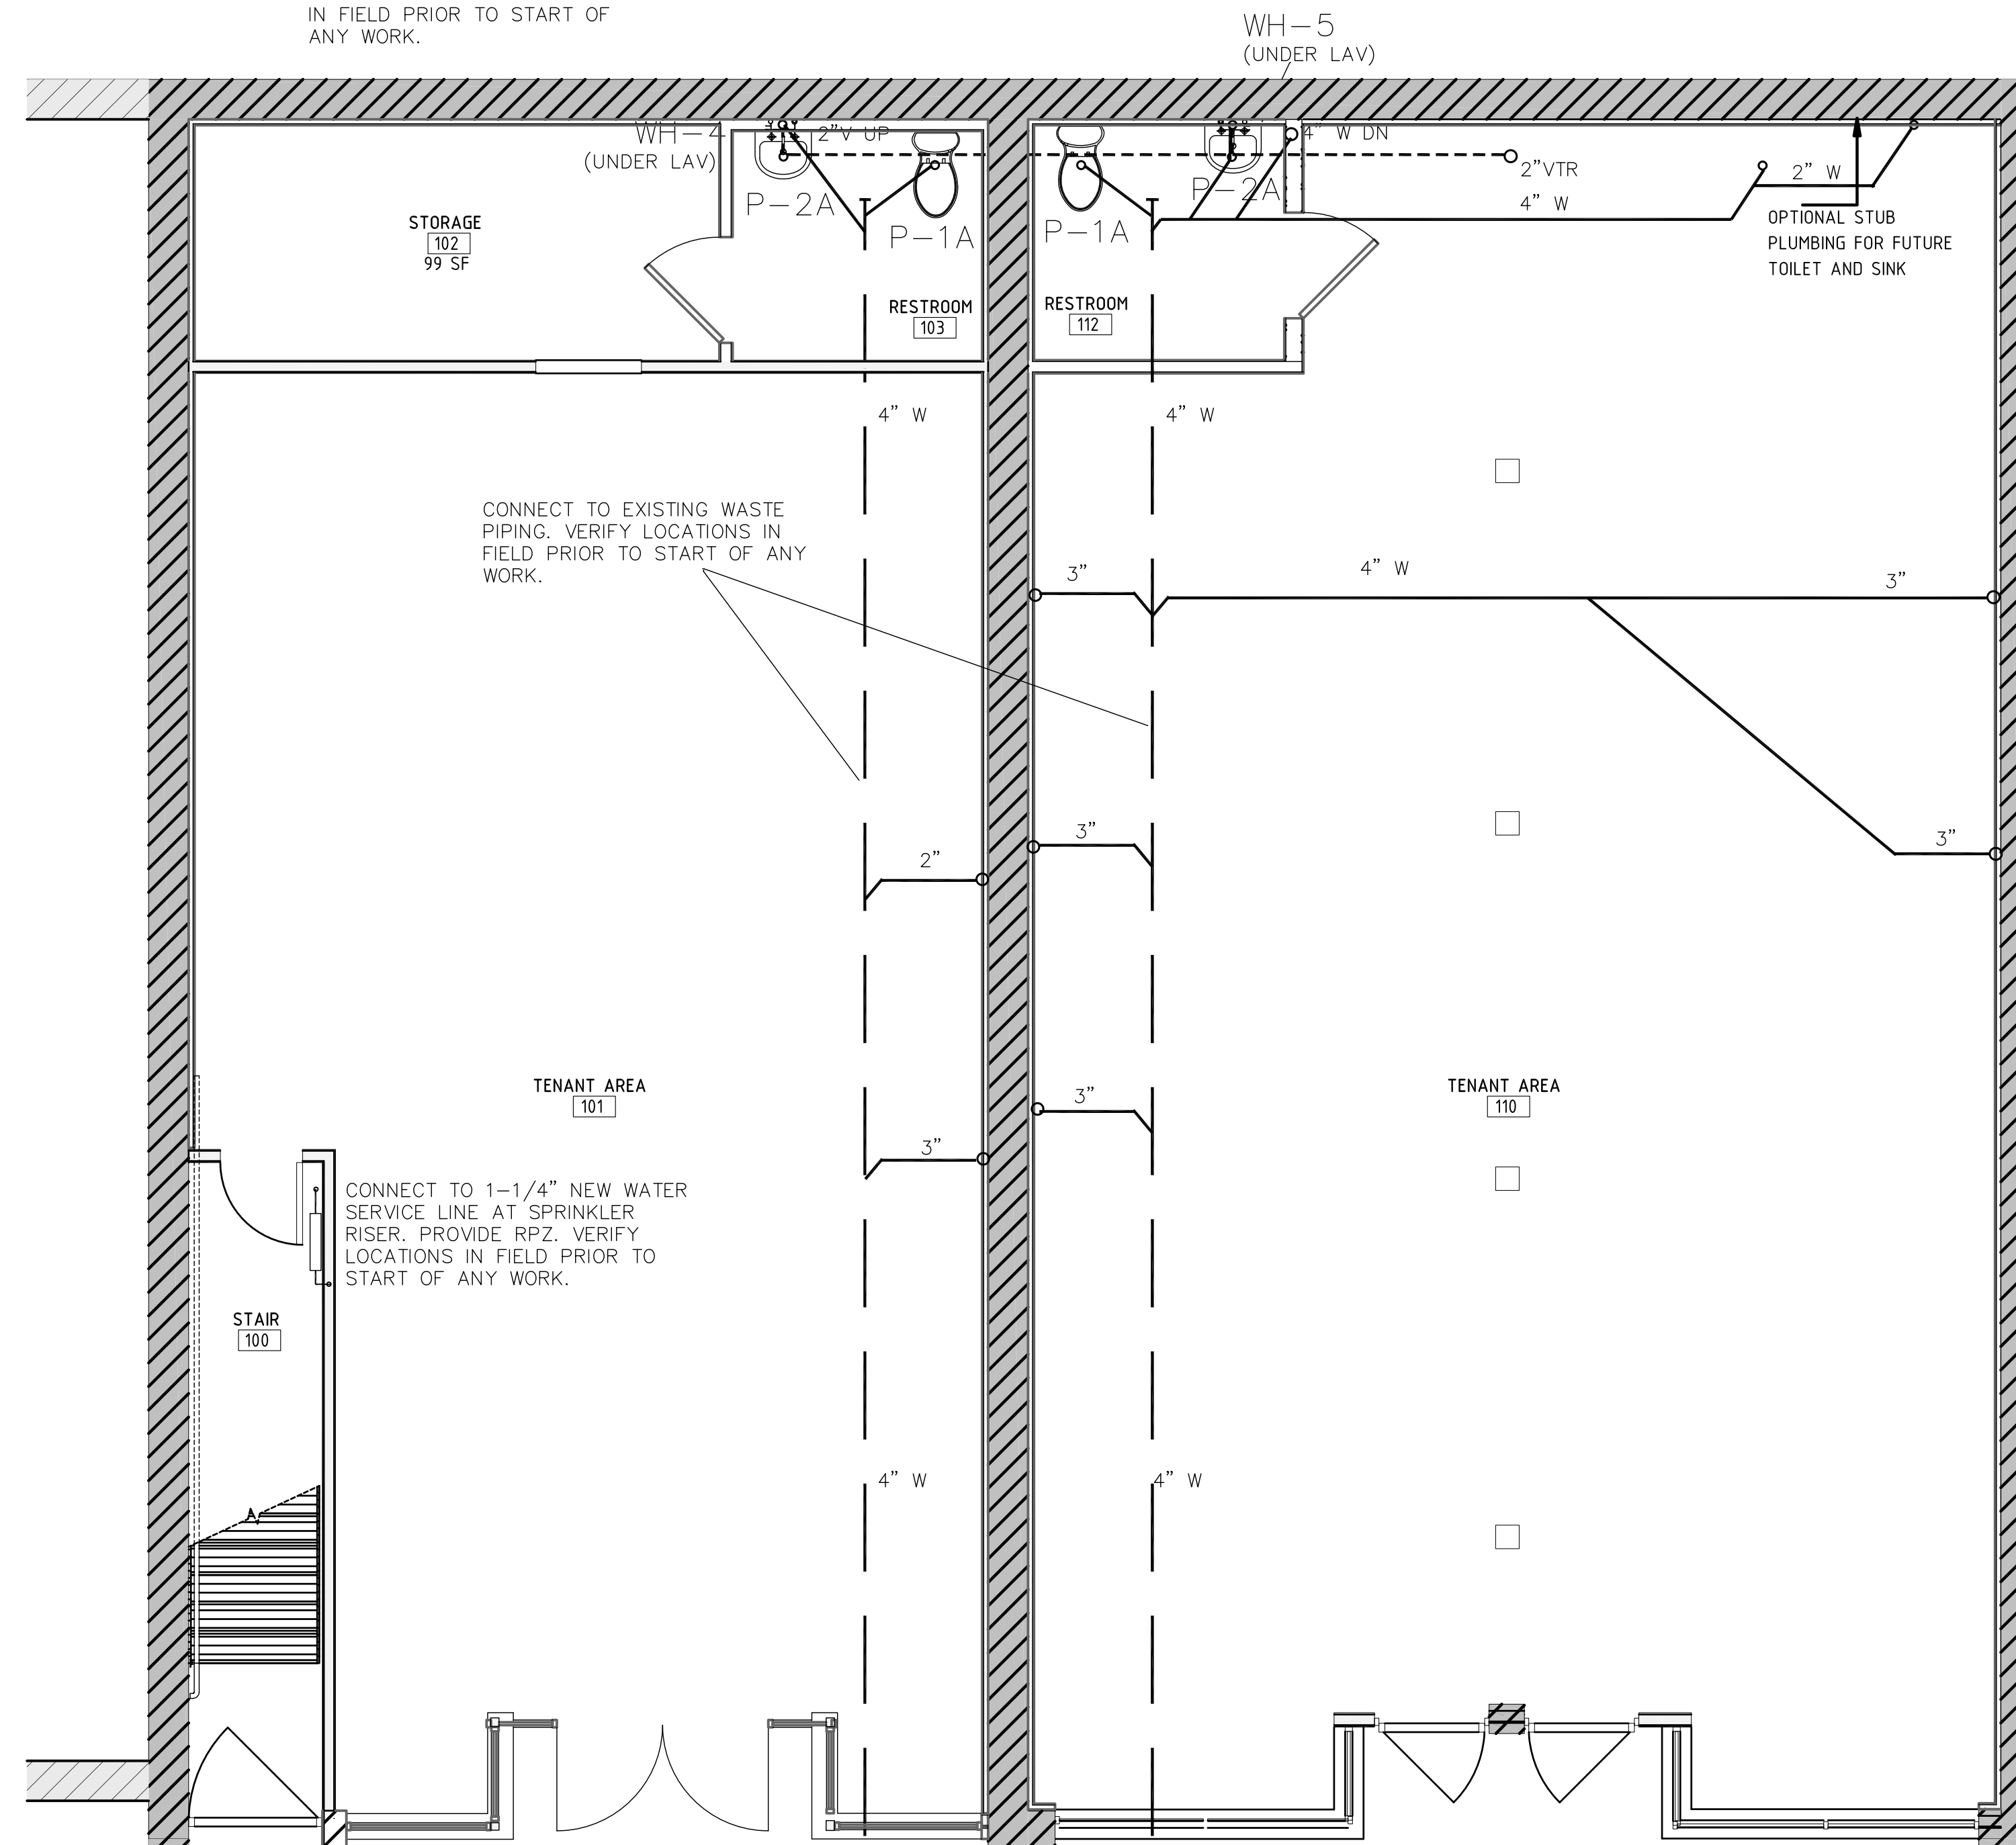 IN FIELD PRIOR TO START OF
ANY WORK.
WH-5
(UNDER LAV)
WH-4
(UNDER LAV)
2"V UP
4" W DN
2"VTR
2" W
4" W
P-2A
P-1A
P-1A
P-2A
OPTIONAL STUB
PLUMBING FOR FUTURE
TOILET AND SINK
STORAGE
102
99 SF
RESTROOM
103
RESTROOM
112
4" W
4" W
CONNECT TO EXISTING WASTE
PIPING. VERIFY LOCATIONS IN
FIELD PRIOR TO START OF ANY
WORK.
3"
4" W
3"
2"
3"
3"
3"
3"
TENANT AREA
101
TENANT AREA
110
CONNECT TO 1-1/4" NEW WATER
SERVICE LINE AT SPRINKLER
RISER. PROVIDE RPZ. VERIFY
LOCATIONS IN FIELD PRIOR TO
START OF ANY WORK.
STAIR
100
4" W
4" W